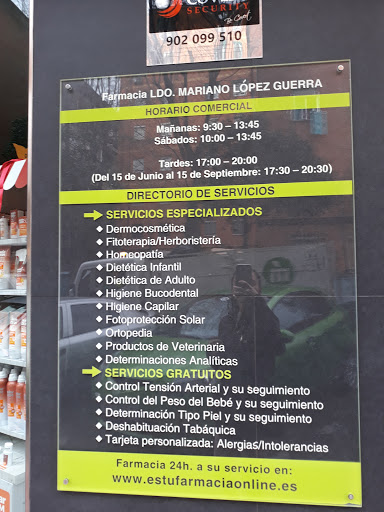 SECURITY
902 099 510
Farmacia LDO. MARIANO LÓPEZ GUERRA
HORARIO COMERCIAL
Mañanas: 9:30 – 13:45
Sábados: 10:00 – 13:45
Tardes: 17:00 – 20:00
(Del 15 de Junio al 15 de Septiembre: 17:30 – 20:30)
DIRECTORIO DE SERVICIOS
SERVICIOS ESPECIALIZADOS
Dermocosmética
Fitoterapia/Herboristería
Homeopatía
Dietética Infantil
Dietética de Adulto
Higiene Bucodental
Higiene Capilar
Fotoprotección Solar
Ortopedia
Productos de Veterinaria
Determinaciones Analíticas
SERVICIOS GRATUITOS
Control Tensión Arterial y su seguimiento
Control del Peso del Bebé y su seguimiento
Determinación Tipo Piel y su seguimiento
Deshabituación Tabáquica
Tarjeta personalizada: Alergias/Intolerancias
Farmacia 24h. a su servicio en:
www.estufarmaciaonline.es